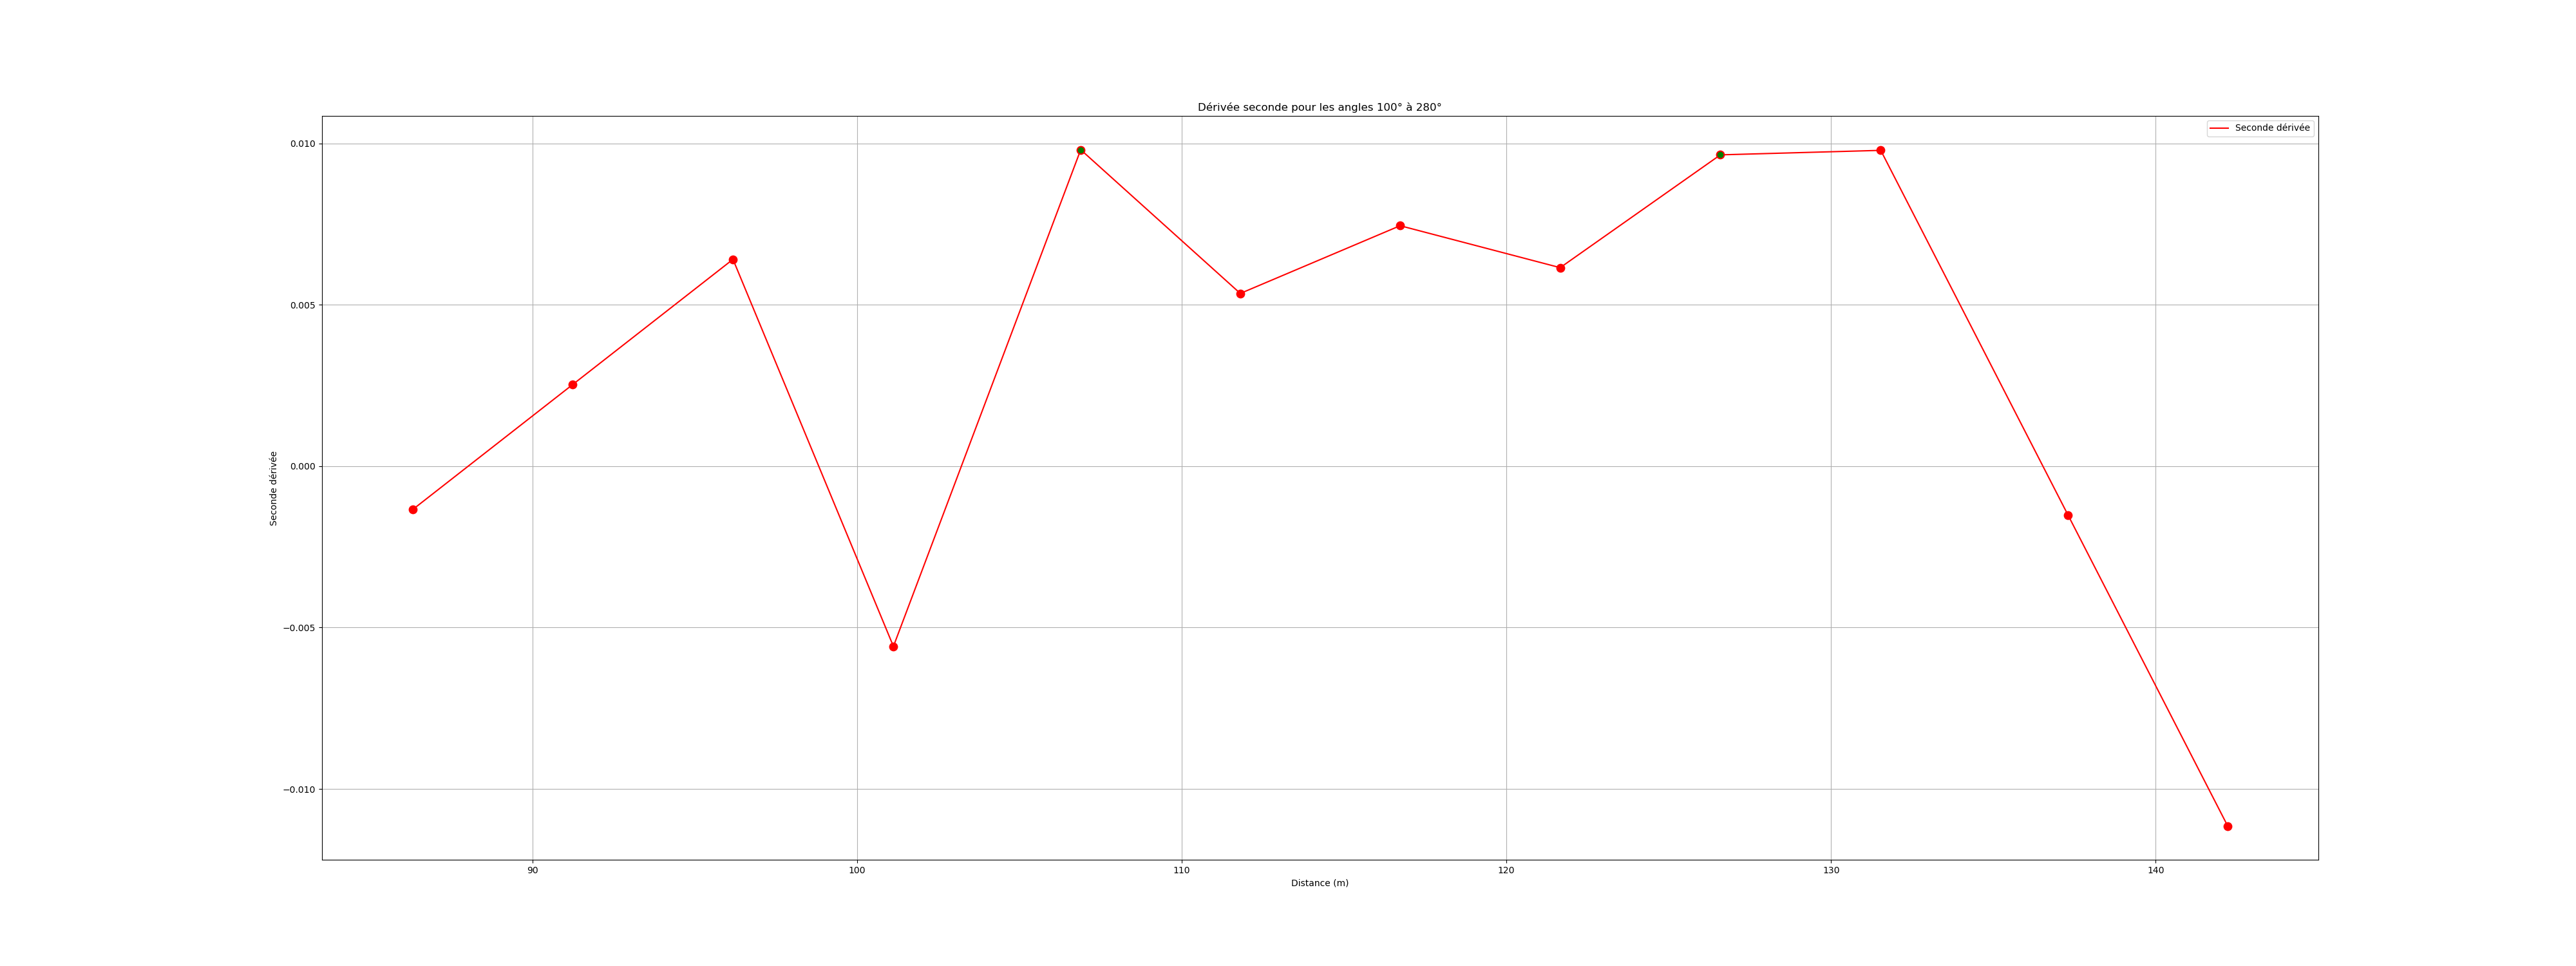 Dérivée seconde pour les angles 100° à 280°
Seconde dérivée
0.010
0.005
0.000
−0.005
−0.010
Seconde dérivée
90
100
110
120
130
140
Distance (m)